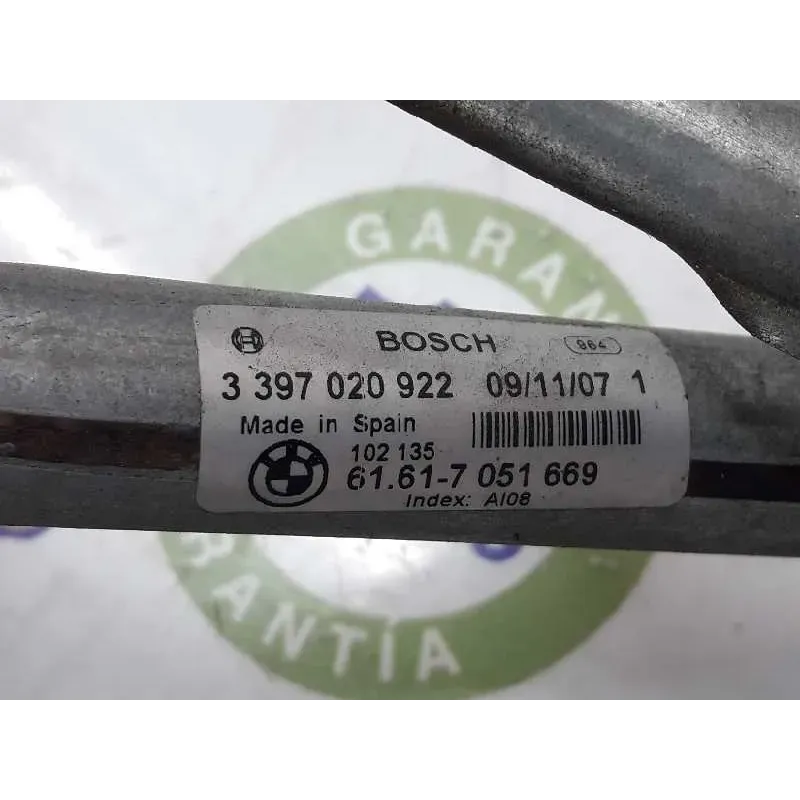 GARAN
BOSCH 964
3 397 020 922 09/11/07 1
Made in Spain
102 135
61.61-7 051 669
Index: AI08
RANTÍA